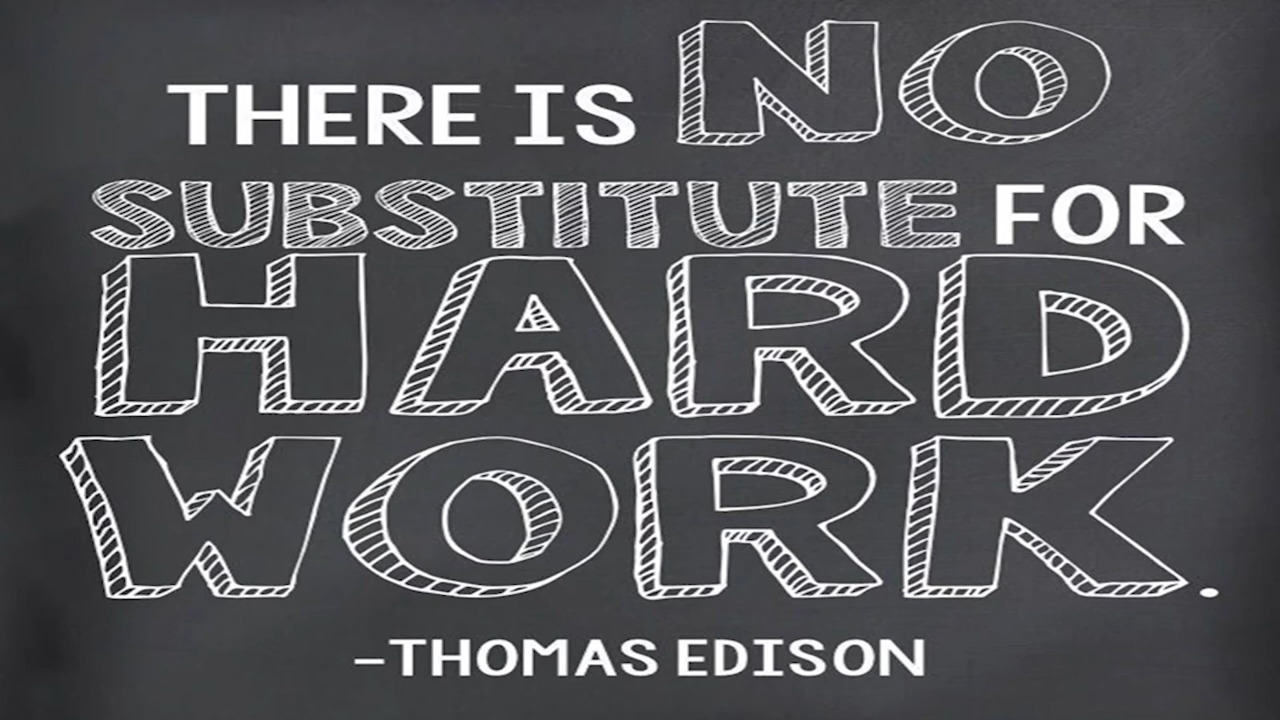 THERE IS NO
SUBSTITUTE FOR
HARD
WORK.
-THOMAS EDISON